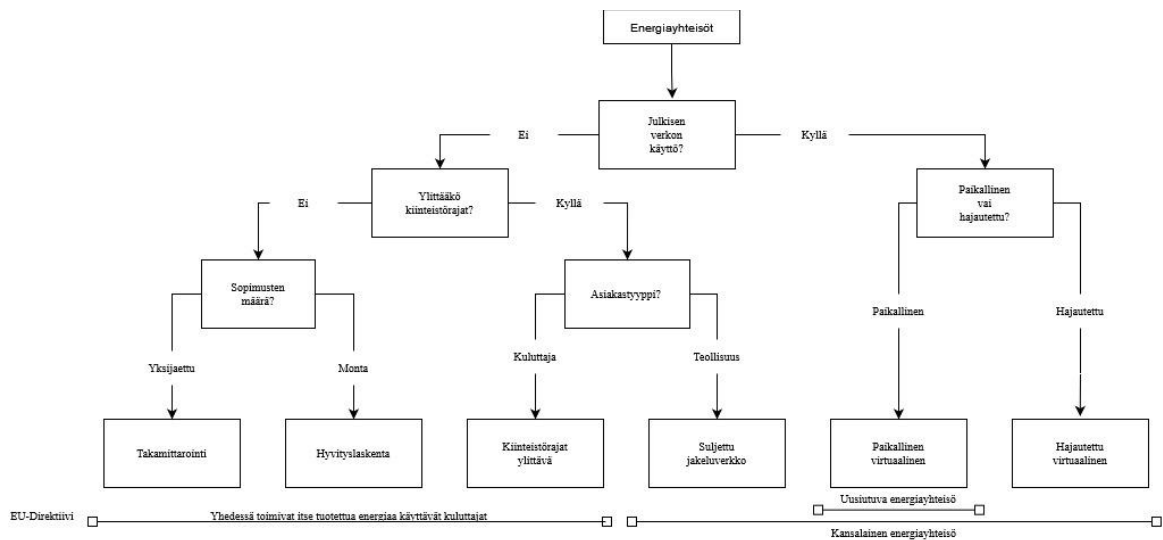 Energiayhteisöt
Julkisen
verkon
käyttö?
Ei
Kyllä
Ylittääkö
kiinteistörajat?
Paikallinen
vai
hajautettu?
Ei
Kyllä
Sopimusten
määrä?
Asiakastyyppi?
Paikallinen
Hajautettu
Yksijaettu
Monta
Kuluttaja
Teollisuus
Takamittarointi
Hyvityslaskenta
Kiinteistörajat
ylittävä
Suljettu
jakeluverkko
Paikallinen
virtuaalinen
Hajautettu
virtuaalinen
Uusiutuva energiayhteisö
EU-Direktiivi
Yhdessä toimivat itse tuotettua energiaa käyttävät kuluttajat
Kansalainen energiayhteisö